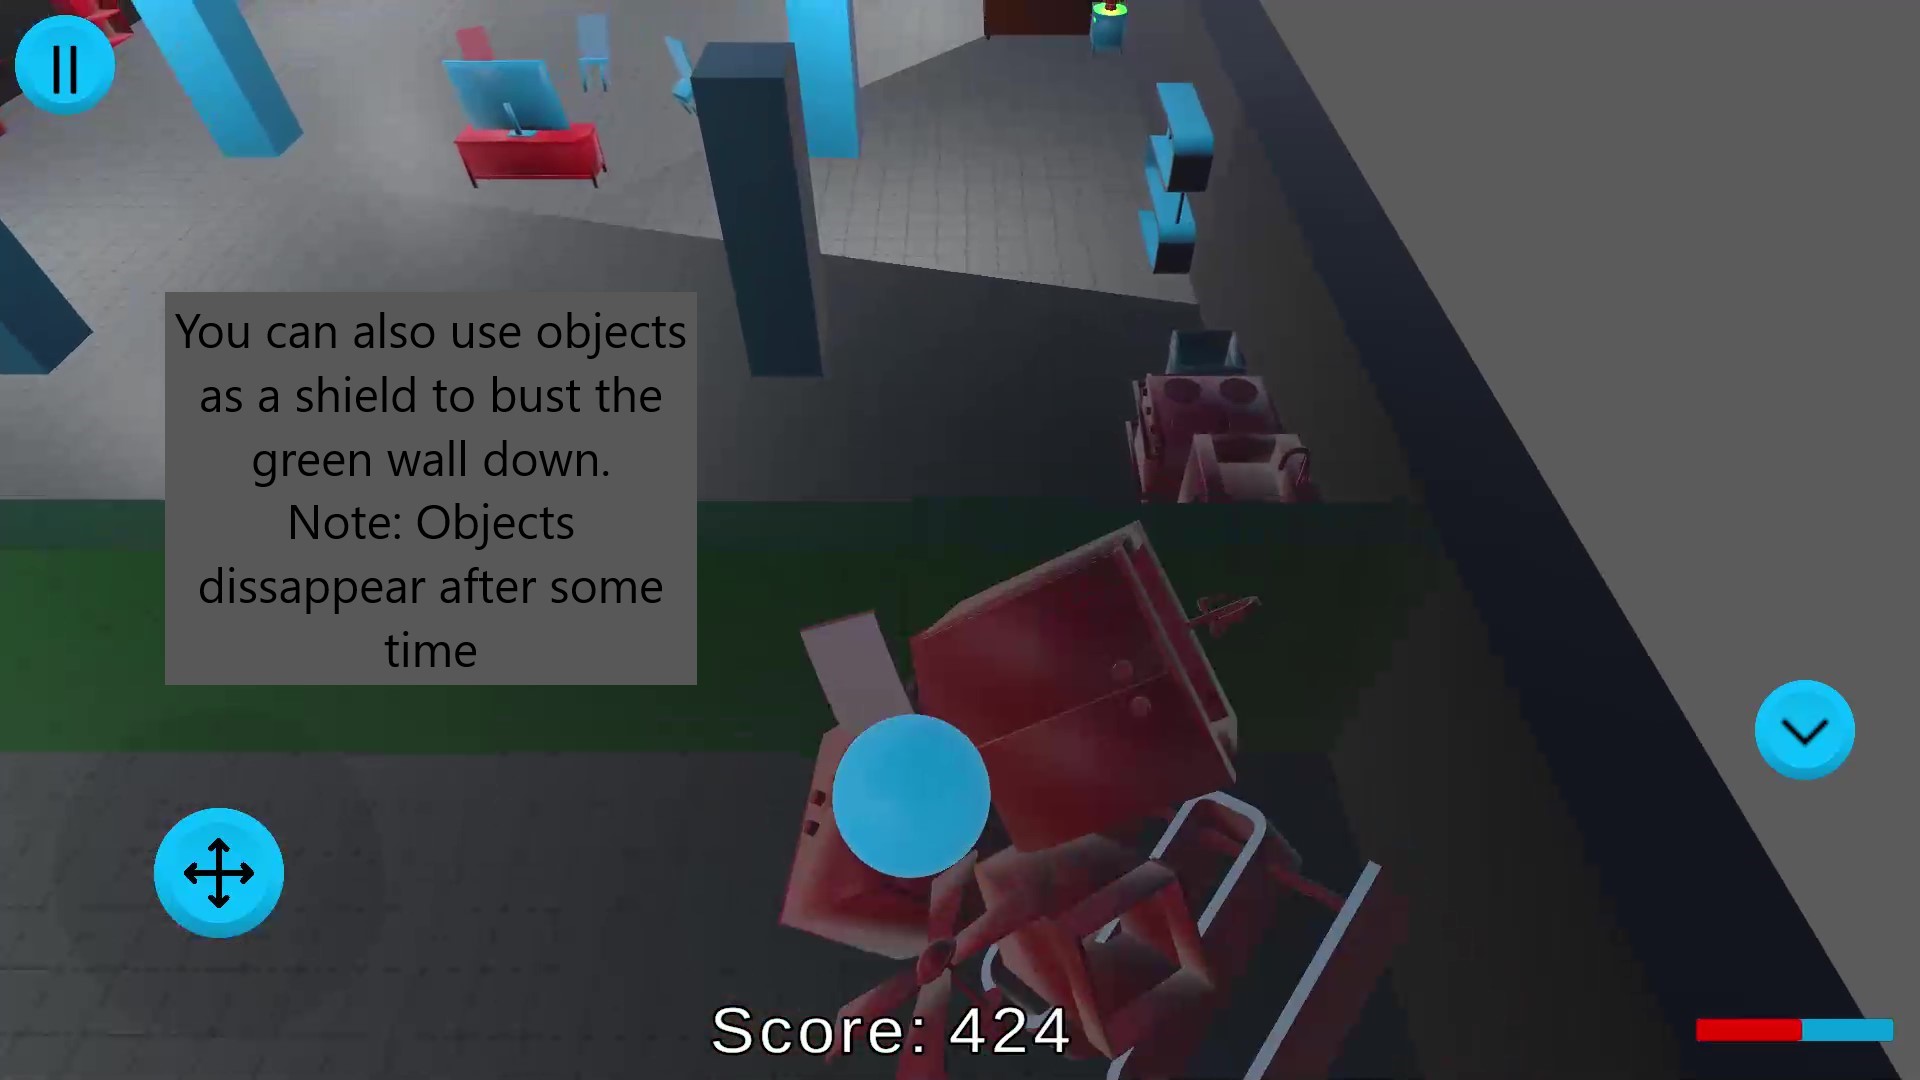 You can also use objects
as a shield to bust the
green wall down.
Note: Objects
dissappear after some
time
Score: 424